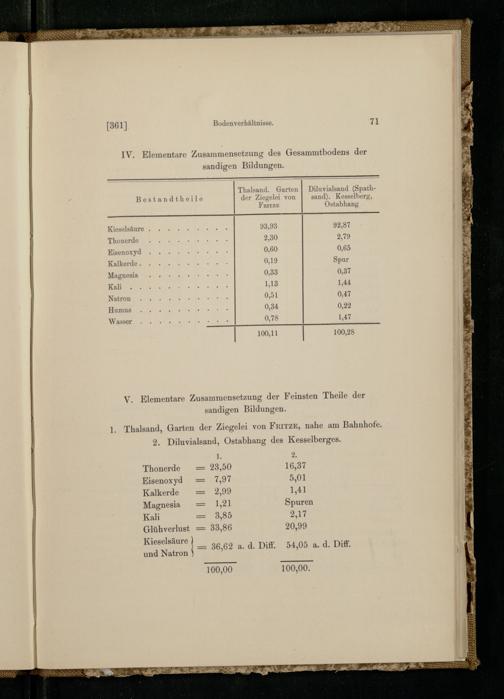 [361] Bodenverhältnisse. 71
IV. Elementare Zusammensetzung des Gesammtbodens der
sandigen Bildungen.
Bestandtheile
Thalsand. Garten
der Ziegelei von
Fritze
Diluvialsand (Spath-
sand). Kesselberg,
Ostabhang
Kieselsäure . . . . . . . . . 93,93 92,87
Thonerde . . . . . . . . . 2,30 2,79
Eisenoxyd . . . . . . . . . 0,60 0,65
Kalkerde . . . . . . . . . 0,19 Spur
Magnesia . . . . . . . . . 0,33 0,37
Kali . . . . . . . . . . 1,13 1,44
Natron . . . . . . . . . 0,51 0,47
Humus . . . . . . . . . 0,34 0,22
Wasser . . . . . . . . . 0,78 1,47
100,11 100,28
V. Elementare Zusammensetzung der Feinsten Theile der
sandigen Bildungen.
1. Thalsand, Garten der Ziegelei von Fritze, nahe am Bahnhofe.
2. Diluvialsand, Ostabhang des Kesselberges.
1. 2.
Thonerde = 23,50 16,37
Eisenoxyd = 7,97 5,01
Kalkerde = 2,99 1,41
Magnesia = 1,21 Spuren
Kali = 3,85 2,17
Glühverlust = 33,86 20,99
Kieselsäure
und Natron } = 36,62 a. d. Diff. 54,05 a. d. Diff.
100,00 100,00.